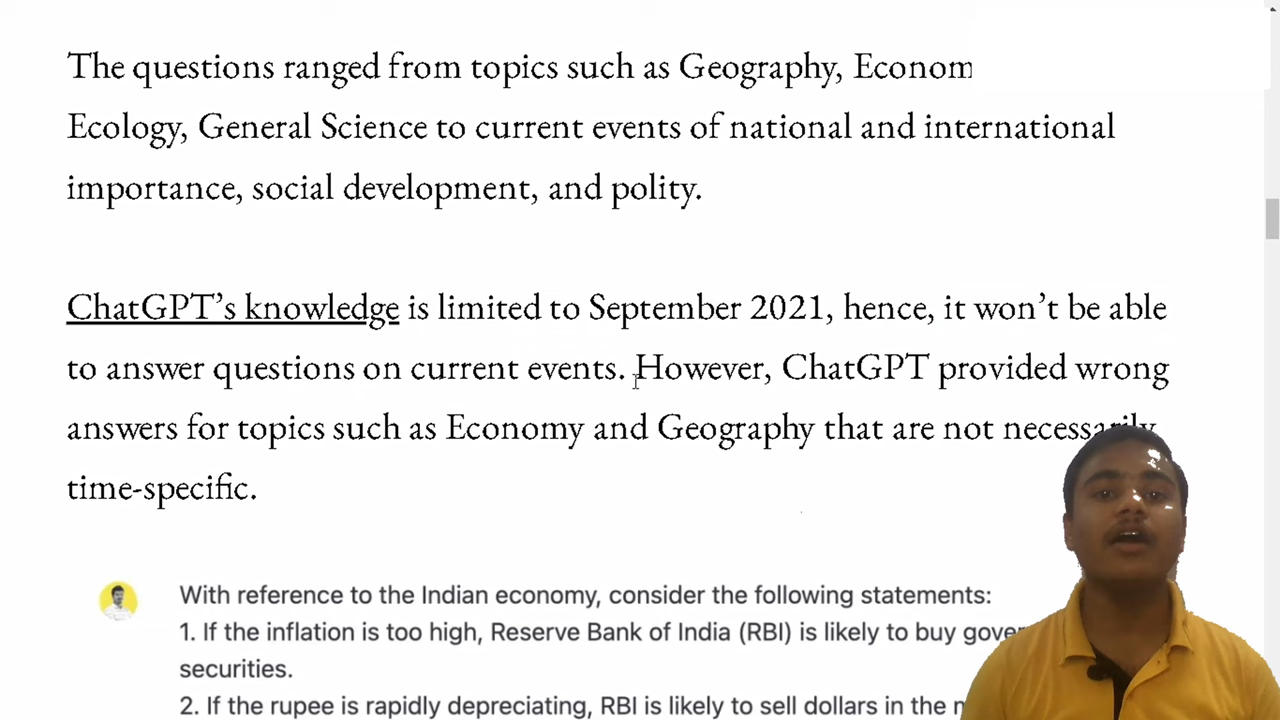 The questions ranged from topics such as Geography,
Ecology, General Science to current events of national and international
importance, social development, and polity.
ChatGPT’s knowledge is limited to September 2021, hence, it won’t be able
to answer questions on current events. However, ChatGPT provided wrong
answers for topics such as Economy and Geography that are not necessarily
time-specific.
With reference to the Indian economy, consider the following statements:
1. If the inflation is too high, Reserve Bank of India (RBI) is likely to buy
securities.
2. If the rupee is rapidly depreciating, RBI is likely to sell dollars in the